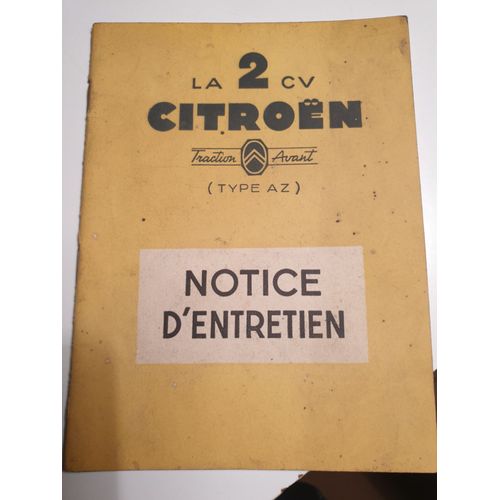 LA 2 CV
CITROËN
Traction Avant
(TYPE AZ)
NOTICE
D'ENTRETIEN